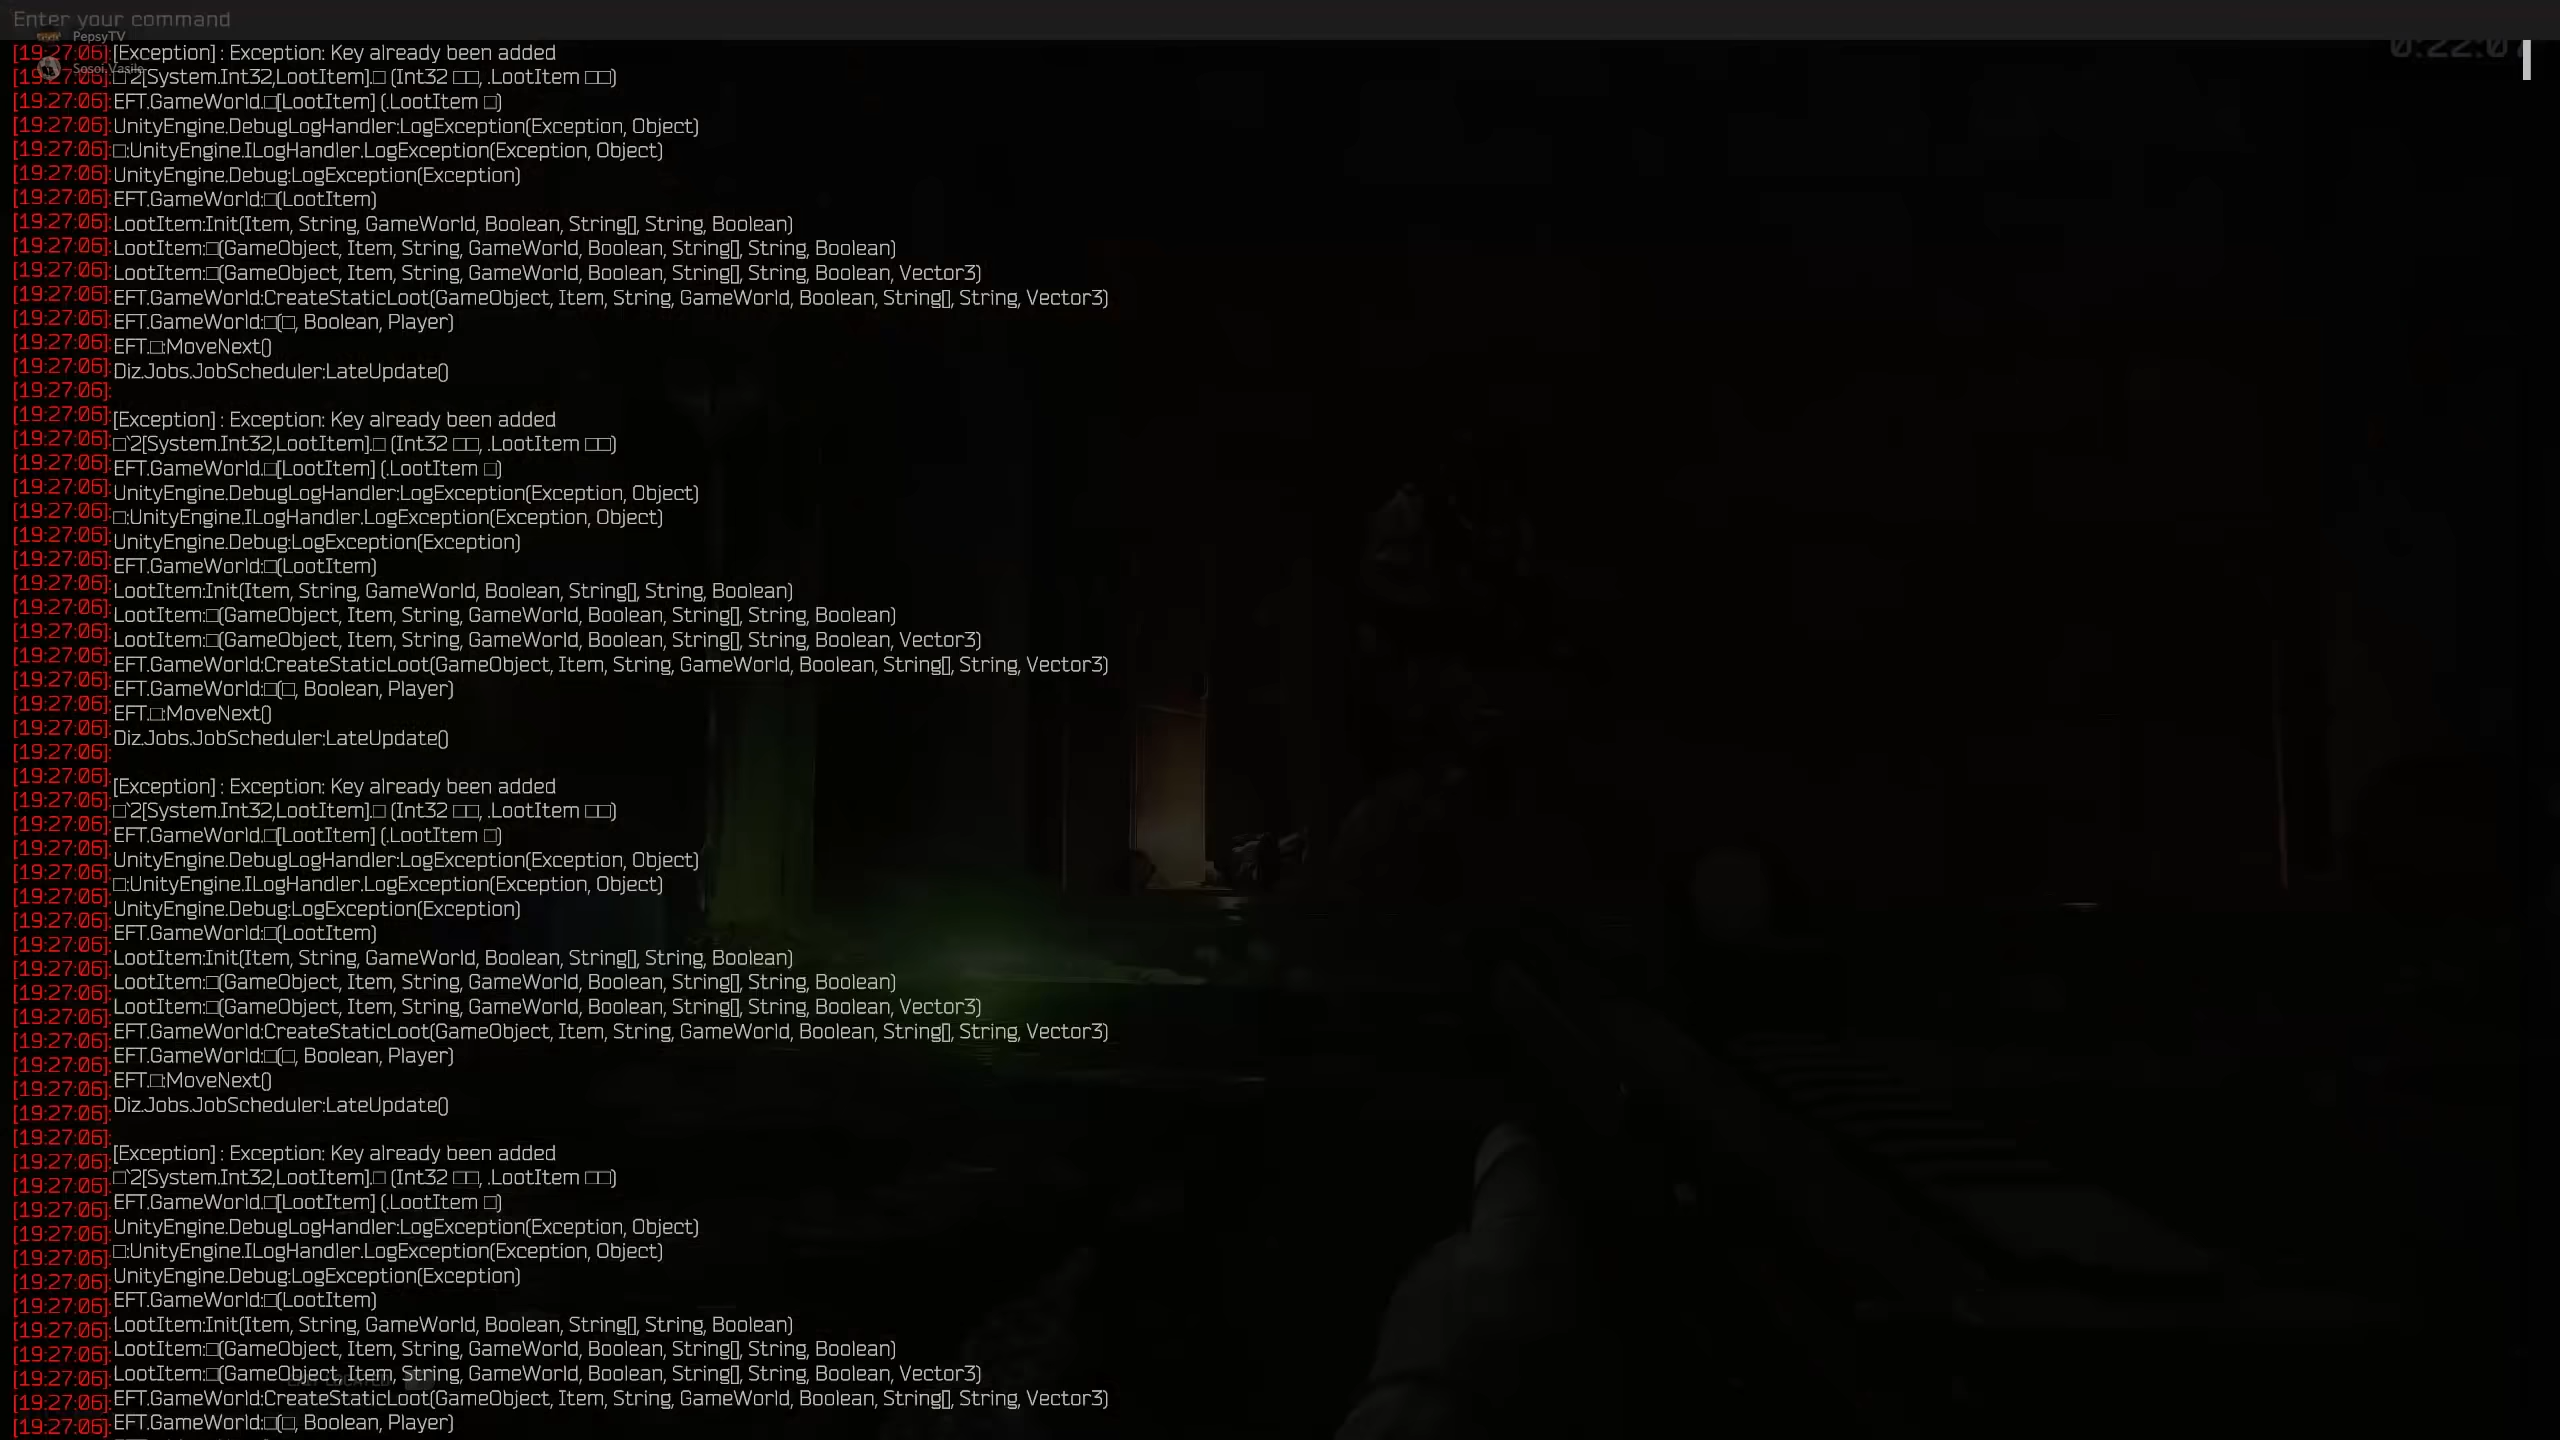 Enter your command
PepsyTV
Sosoi.Vasile
0:22:07
[19:27:06]: [Exception] : Exception: Key already been added
[19:27:06]: □`2[System.Int32,LootItem].□ (Int32 □□, .LootItem □□)
[19:27:06]: EFT.GameWorld.□[LootItem] (.LootItem □)
[19:27:06]: UnityEngine.DebugLogHandler:LogException(Exception, Object)
[19:27:06]: □:UnityEngine.ILogHandler.LogException(Exception, Object)
[19:27:06]: UnityEngine.Debug:LogException(Exception)
[19:27:06]: EFT.GameWorld:□(LootItem)
[19:27:06]: LootItem:Init(Item, String, GameWorld, Boolean, String[], String, Boolean)
[19:27:06]: LootItem:□(GameObject, Item, String, GameWorld, Boolean, String[], String, Boolean)
[19:27:06]: LootItem:□(GameObject, Item, String, GameWorld, Boolean, String[], String, Boolean, Vector3)
[19:27:06]: EFT.GameWorld:CreateStaticLoot(GameObject, Item, String, GameWorld, Boolean, String[], String, Vector3)
[19:27:06]: EFT.GameWorld:□(□, Boolean, Player)
[19:27:06]: EFT.□:MoveNext()
[19:27:06]: Diz.Jobs.JobScheduler:LateUpdate()
[19:27:06]:
[19:27:06]: [Exception] : Exception: Key already been added
[19:27:06]: □`2[System.Int32,LootItem].□ (Int32 □□, .LootItem □□)
[19:27:06]: EFT.GameWorld.□[LootItem] (.LootItem □)
[19:27:06]: UnityEngine.DebugLogHandler:LogException(Exception, Object)
[19:27:06]: □:UnityEngine.ILogHandler.LogException(Exception, Object)
[19:27:06]: UnityEngine.Debug:LogException(Exception)
[19:27:06]: EFT.GameWorld:□(LootItem)
[19:27:06]: LootItem:Init(Item, String, GameWorld, Boolean, String[], String, Boolean)
[19:27:06]: LootItem:□(GameObject, Item, String, GameWorld, Boolean, String[], String, Boolean)
[19:27:06]: LootItem:□(GameObject, Item, String, GameWorld, Boolean, String[], String, Boolean, Vector3)
[19:27:06]: EFT.GameWorld:CreateStaticLoot(GameObject, Item, String, GameWorld, Boolean, String[], String, Vector3)
[19:27:06]: EFT.GameWorld:□(□, Boolean, Player)
[19:27:06]: EFT.□:MoveNext()
[19:27:06]: Diz.Jobs.JobScheduler:LateUpdate()
[19:27:06]:
[19:27:06]: [Exception] : Exception: Key already been added
[19:27:06]: □`2[System.Int32,LootItem].□ (Int32 □□, .LootItem □□)
[19:27:06]: EFT.GameWorld.□[LootItem] (.LootItem □)
[19:27:06]: UnityEngine.DebugLogHandler:LogException(Exception, Object)
[19:27:06]: □:UnityEngine.ILogHandler.LogException(Exception, Object)
[19:27:06]: UnityEngine.Debug:LogException(Exception)
[19:27:06]: EFT.GameWorld:□(LootItem)
[19:27:06]: LootItem:Init(Item, String, GameWorld, Boolean, String[], String, Boolean)
[19:27:06]: LootItem:□(GameObject, Item, String, GameWorld, Boolean, String[], String, Boolean)
[19:27:06]: LootItem:□(GameObject, Item, String, GameWorld, Boolean, String[], String, Boolean, Vector3)
[19:27:06]: EFT.GameWorld:CreateStaticLoot(GameObject, Item, String, GameWorld, Boolean, String[], String, Vector3)
[19:27:06]: EFT.GameWorld:□(□, Boolean, Player)
[19:27:06]: EFT.□:MoveNext()
[19:27:06]: Diz.Jobs.JobScheduler:LateUpdate()
[19:27:06]:
[19:27:06]: [Exception] : Exception: Key already been added
[19:27:06]: □`2[System.Int32,LootItem].□ (Int32 □□, .LootItem □□)
[19:27:06]: EFT.GameWorld.□[LootItem] (.LootItem □)
[19:27:06]: UnityEngine.DebugLogHandler:LogException(Exception, Object)
[19:27:06]: □:UnityEngine.ILogHandler.LogException(Exception, Object)
[19:27:06]: UnityEngine.Debug:LogException(Exception)
[19:27:06]: EFT.GameWorld:□(LootItem)
[19:27:06]: LootItem:Init(Item, String, GameWorld, Boolean, String[], String, Boolean)
[19:27:06]: LootItem:□(GameObject, Item, String, GameWorld, Boolean, String[], String, Boolean)
[19:27:06]: LootItem:□(GameObject, Item, String, GameWorld, Boolean, String[], String, Boolean, Vector3)
[19:27:06]: EFT.GameWorld:CreateStaticLoot(GameObject, Item, String, GameWorld, Boolean, String[], String, Vector3)
[19:27:06]: EFT.GameWorld:□(□, Boolean, Player)